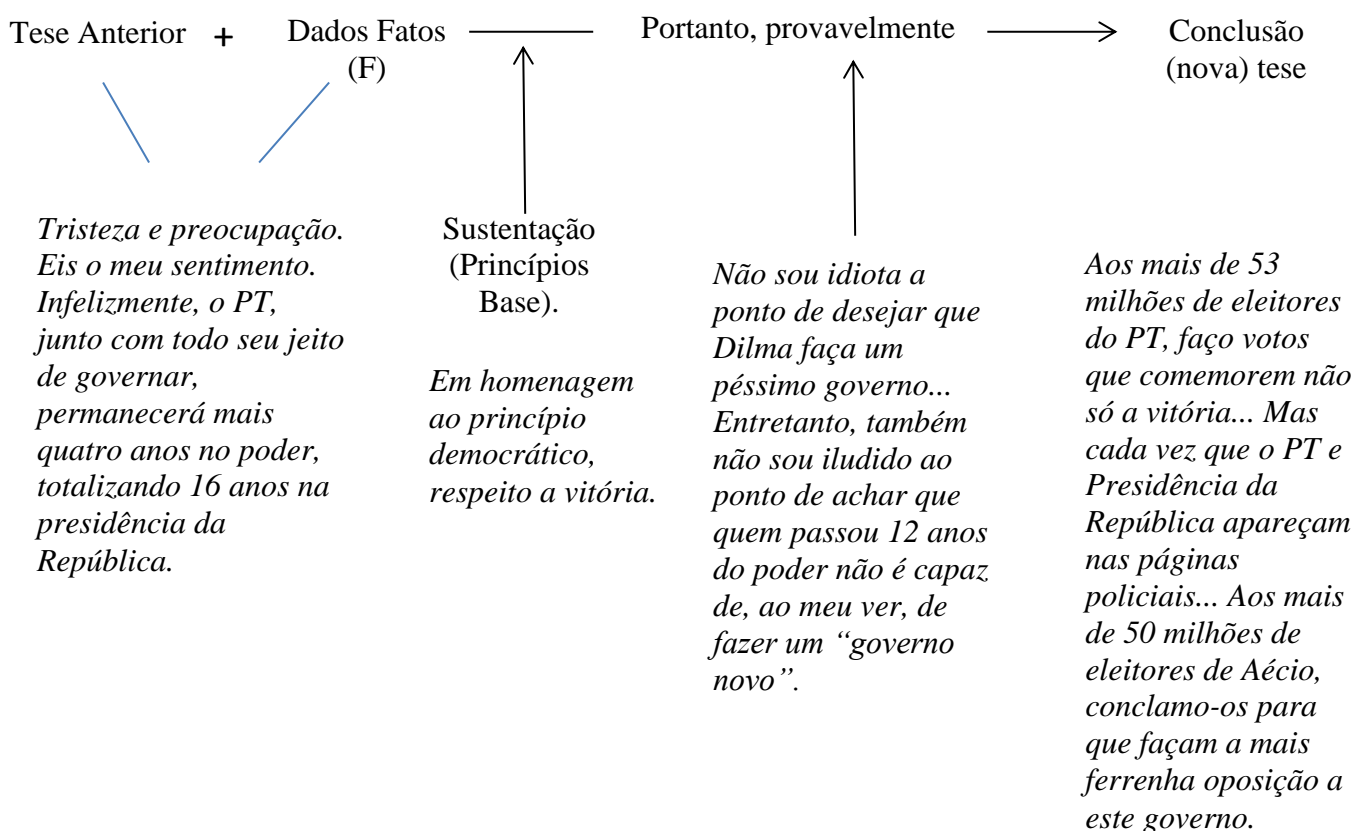 Tese Anterior + Dados Fatos (F)
Portanto, provavelmente
Conclusão
(nova) tese
Tristeza e preocupação.
Eis o meu sentimento.
Infelizmente, o PT,
junto com todo seu jeito
de governar,
permanecerá mais
quatro anos no poder,
totalizando 16 anos na
presidência da
República.
Sustentação
(Princípios
Base).
Em homenagem
ao princípio
democrático,
respeito a vitória.
Não sou idiota a
ponto de desejar que
Dilma faça um
péssimo governo...
Entretanto, também
não sou iludido ao
ponto de achar que
quem passou 12 anos
do poder não é capaz
de, ao meu ver, de
fazer um “governo
novo”.
Aos mais de 53
milhões de eleitores
do PT, faço votos
que comemorem não
só a vitória... Mas
cada vez que o PT e
Presidência da
República apareçam
nas páginas
policiais... Aos mais
de 50 milhões de
eleitores de Aécio,
conclamo-os para
que façam a mais
ferrenha oposição a
este governo.